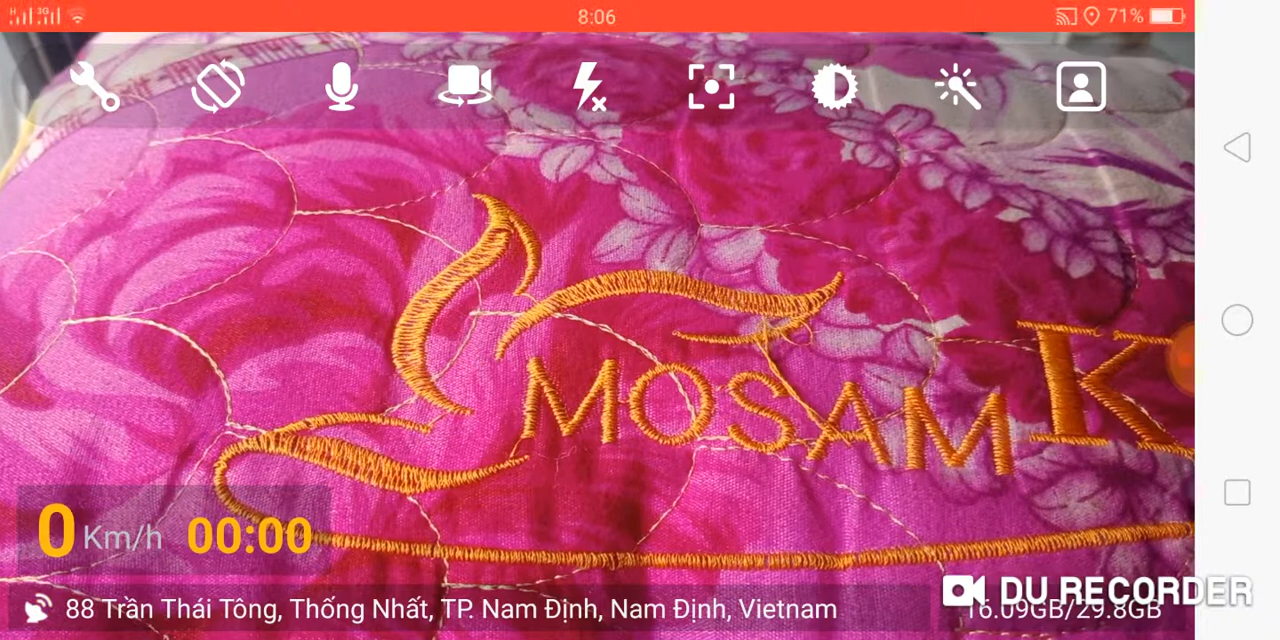 H 3G 8:06 71%
MOSAM K
0 Km/h 00:00
DU RECORDER
88 Trần Thái Tông, Thống Nhất, TP. Nam Định, Nam Định, Vietnam 16.09GB/29.8GB